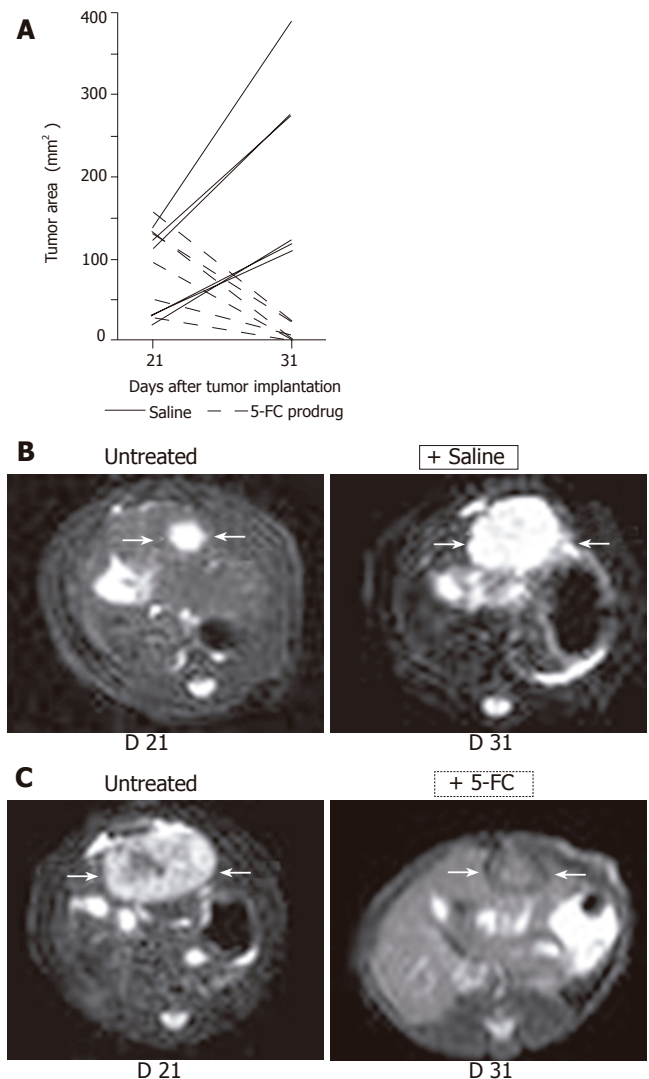 A
400
300
200
100
0
Tumor area (mm²)
21
31
Days after tumor implantation
Saline
5-FC prodrug
B
Untreated
+ Saline
D 21
D 31
C
Untreated
+ 5-FC
D 21
D 31